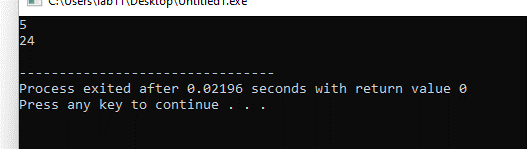 C:\Users\lab11\Desktop\Untitled1.exe
5
24
--------------------------------
Process exited after 0.02196 seconds with return value 0
Press any key to continue . . .